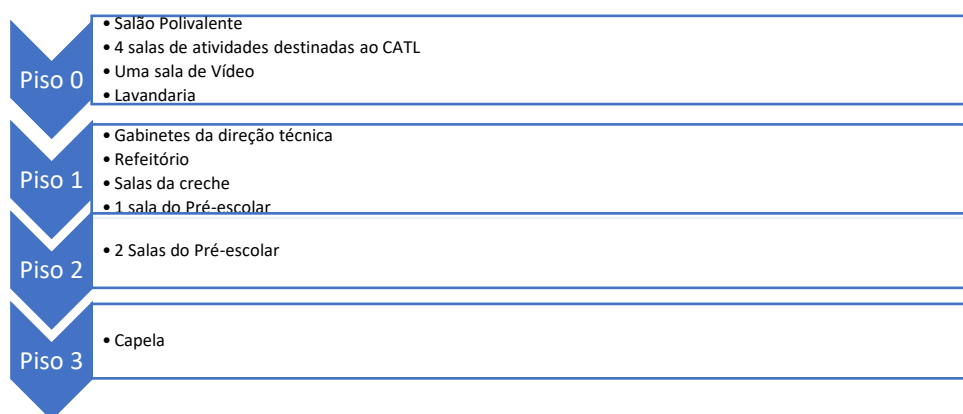 Piso 0
• Salão Polivalente
• 4 salas de atividades destinadas ao CATL
• Uma sala de Vídeo
• Lavandaria
Piso 1
• Gabinetes da direção técnica
• Refeitório
• Salas da creche
• 1 sala do Pré-escolar
Piso 2
• 2 Salas do Pré-escolar
Piso 3
• Capela